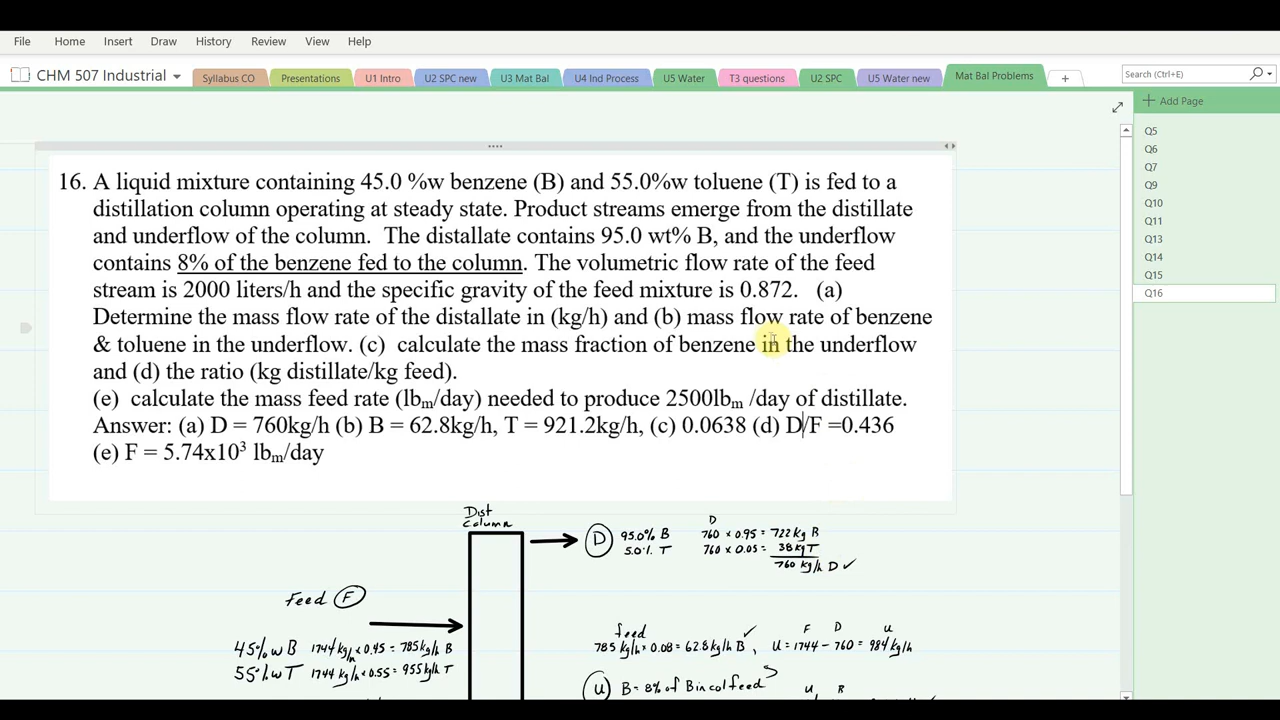 File Home Insert Draw History Review View Help
CHM 507 Industrial
Syllabus CO Presentations U1 Intro U2 SPC new U3 Mat Bal U4 Ind Process U5 Water T3 questions U2 SPC U5 Water new Mat Bal Problems + Search (Ctrl+E)
+ Add Page
Q5
Q6
Q7
Q9
Q10
Q11
Q13
Q14
Q15
Q16
16. A liquid mixture containing 45.0 %w benzene (B) and 55.0%w toluene (T) is fed to a
distillation column operating at steady state. Product streams emerge from the distillate
and underflow of the column. The distallate contains 95.0 wt% B, and the underflow
contains 8% of the benzene fed to the column. The volumetric flow rate of the feed
stream is 2000 liters/h and the specific gravity of the feed mixture is 0.872. (a)
Determine the mass flow rate of the distallate in (kg/h) and (b) mass flow rate of benzene
& toluene in the underflow. (c) calculate the mass fraction of benzene in the underflow
and (d) the ratio (kg distillate/kg feed).
(e) calculate the mass feed rate (lbm/day) needed to produce 2500lbm /day of distillate.
Answer: (a) D = 760kg/h (b) B = 62.8kg/h, T = 921.2kg/h, (c) 0.0638 (d) D/F =0.436
(e) F = 5.74x10³ lbm/day
Dist
Column
D 95.0% B
5.0% T
D
760 x 0.95 = 722 kg B
760 x 0.05 = 38 kg T
760 kg/h D ✓
Feed F
45%w B 1744 kg/h x 0.45 = 785 kg/h B
55%w T 1744 kg/h x 0.55 = 955 kg/h T
feed
785 kg/h x 0.08 = 62.8 kg/h B ✓,
F D U
U = 1744 - 760 = 984 kg/h
U B = 8% of B in col feed
U B